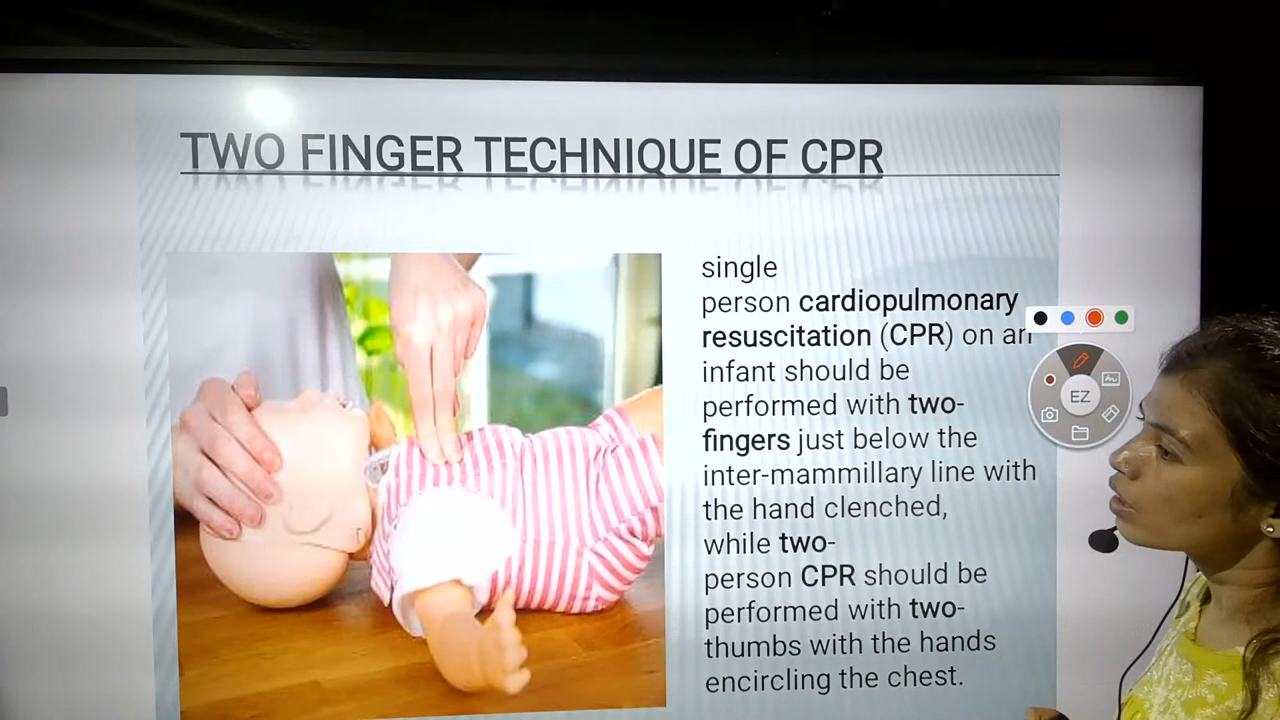 TWO FINGER TECHNIQUE OF CPR
single
person cardiopulmonary
resuscitation (CPR) on an
infant should be
performed with two-
fingers just below the
inter-mammillary line with
the hand clenched,
while two-
person CPR should be
performed with two-
thumbs with the hands
encircling the chest.
EZ